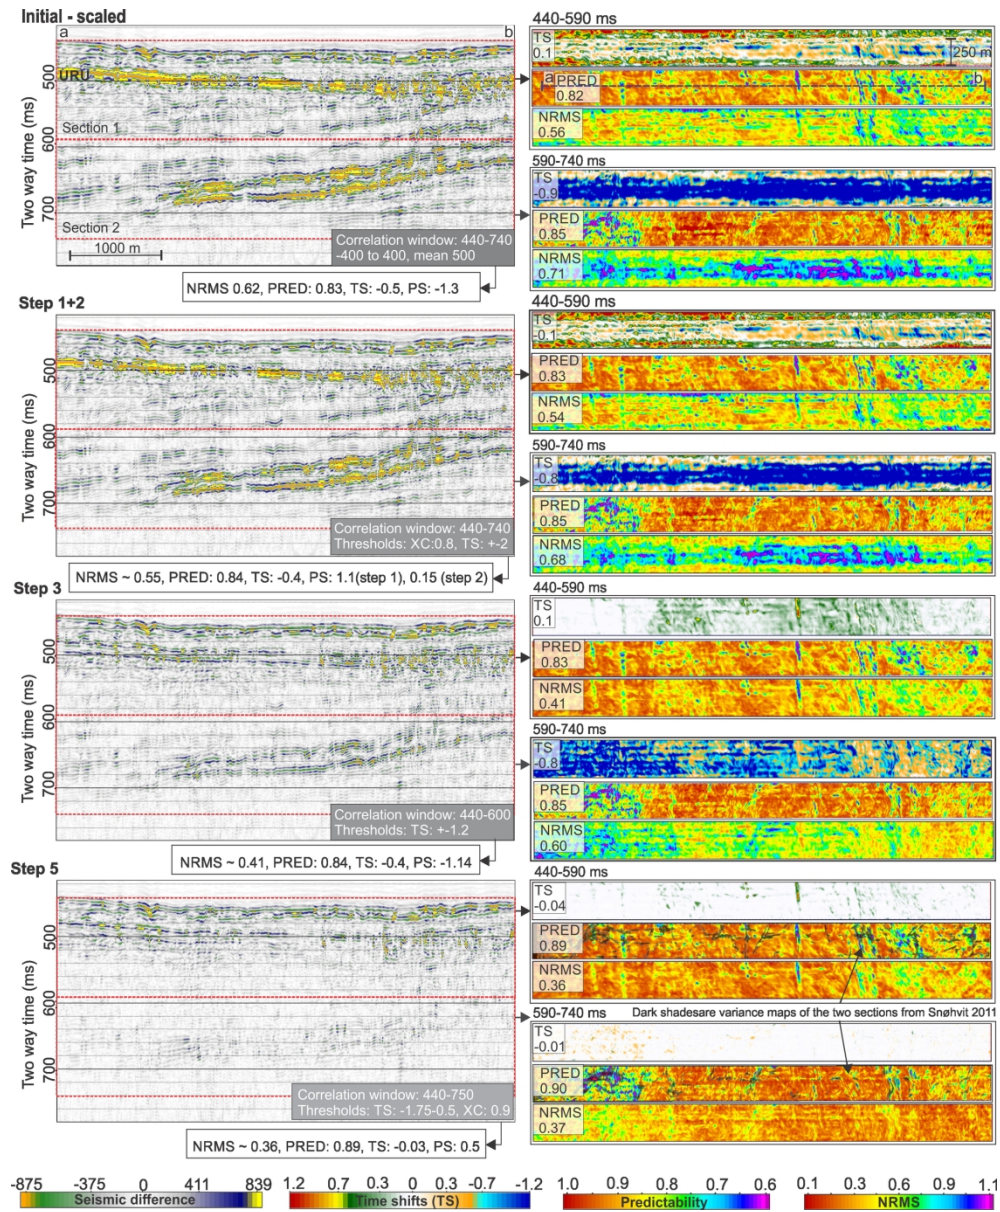 Initial - scaled
a
b
500
600
700
Two way time (ms)
URU
Section 1
Section 2
1000 m
Correlation window: 440-740
-400 to 400, mean 500
NRMS 0.62, PRED: 0.83, TS: -0.5, PS: -1.3
440-590 ms
TS
0.1
250 m
a
PRED
b
0.82
NRMS
0.56
590-740 ms
TS
-0.9
PRED
0.85
NRMS
0.71
Step 1+2
500
600
700
Two way time (ms)
Correlation window: 440-740
Thresholds: XC:0.8, TS: +-2
NRMS ~ 0.55, PRED: 0.84, TS: -0.4, PS: 1.1(step 1), 0.15 (step 2)
440-590 ms
TS
-0.1
PRED
0.83
NRMS
0.54
590-740 ms
TS
-0.8
PRED
0.85
NRMS
0.68
Step 3
500
600
700
Two way time (ms)
Correlation window: 440-600
Thresholds: TS: +-1.2
NRMS ~ 0.41, PRED: 0.84, TS: -0.4, PS: -1.14
440-590 ms
TS
0.1
PRED
0.83
NRMS
0.41
590-740 ms
TS
-0.8
PRED
0.85
NRMS
0.60
Step 5
500
600
700
Two way time (ms)
Correlation window: 440-750
Thresholds: TS: -1.75-0.5, XC: 0.9
NRMS ~ 0.36, PRED: 0.89, TS: -0.03, PS: 0.5
440-590 ms
TS
-0.04
PRED
0.89
NRMS
0.36
Dark shadesare variance maps of the two sections from Snøhvit 2011
590-740 ms
TS
-0.01
PRED
0.90
NRMS
0.37
-875 -375 0 411 839
Seismic difference
1.2 0.7 0.3 0 0.3 -0.7 -1.2
Time shifts (TS)
1.0 0.9 0.8 0.7 0.6
Predictability
0.1 0.3 0.6 0.9 1.1
NRMS